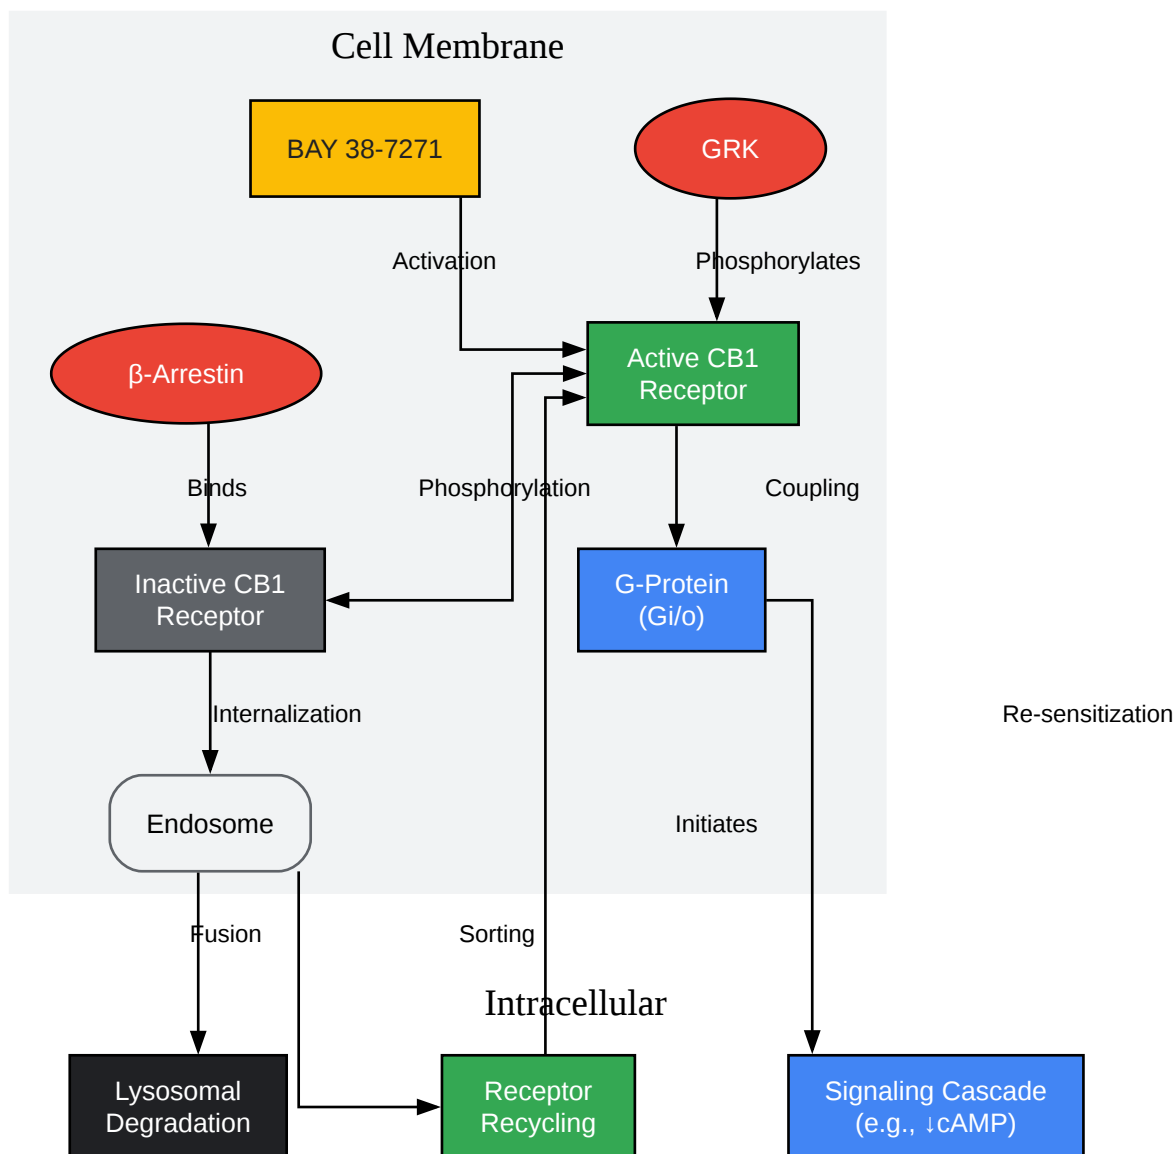 Cell Membrane
BAY 38-7271
GRK
Activation
Phosphorylates
Active CB1
Receptor
β-Arrestin
Binds
Phosphorylation
Coupling
Inactive CB1
Receptor
G-Protein
(Gi/o)
Internalization
Re-sensitization
Endosome
Initiates
Fusion
Sorting
Intracellular
Lysosomal
Degradation
Receptor
Recycling
Signaling Cascade
(e.g., ↓cAMP)